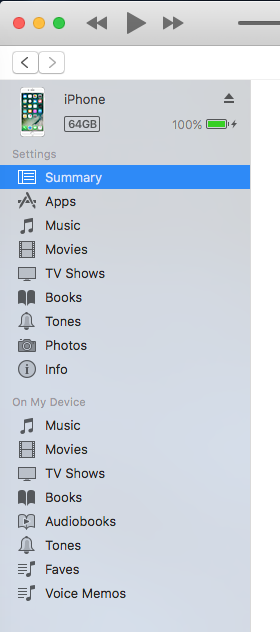 iPhone
64GB 100%
Settings
Summary
Apps
Music
Movies
TV Shows
Books
Tones
Photos
Info
On My Device
Music
Movies
TV Shows
Books
Audiobooks
Tones
Faves
Voice Memos